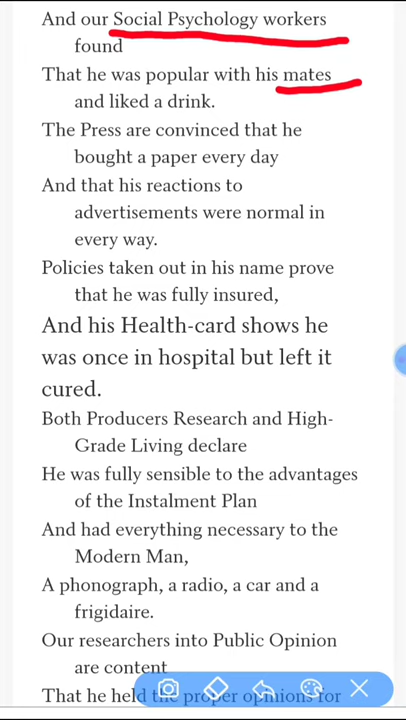 And our Social Psychology workers
found
That he was popular with his mates
and liked a drink.
The Press are convinced that he
bought a paper every day
And that his reactions to
advertisements were normal in
every way.
Policies taken out in his name prove
that he was fully insured,
And his Health-card shows he
was once in hospital but left it
cured.
Both Producers Research and High-
Grade Living declare
He was fully sensible to the advantages
of the Instalment Plan
And had everything necessary to the
Modern Man,
A phonograph, a radio, a car and a
frigidaire.
Our researchers into Public Opinion
are content
That he held the proper opinions for